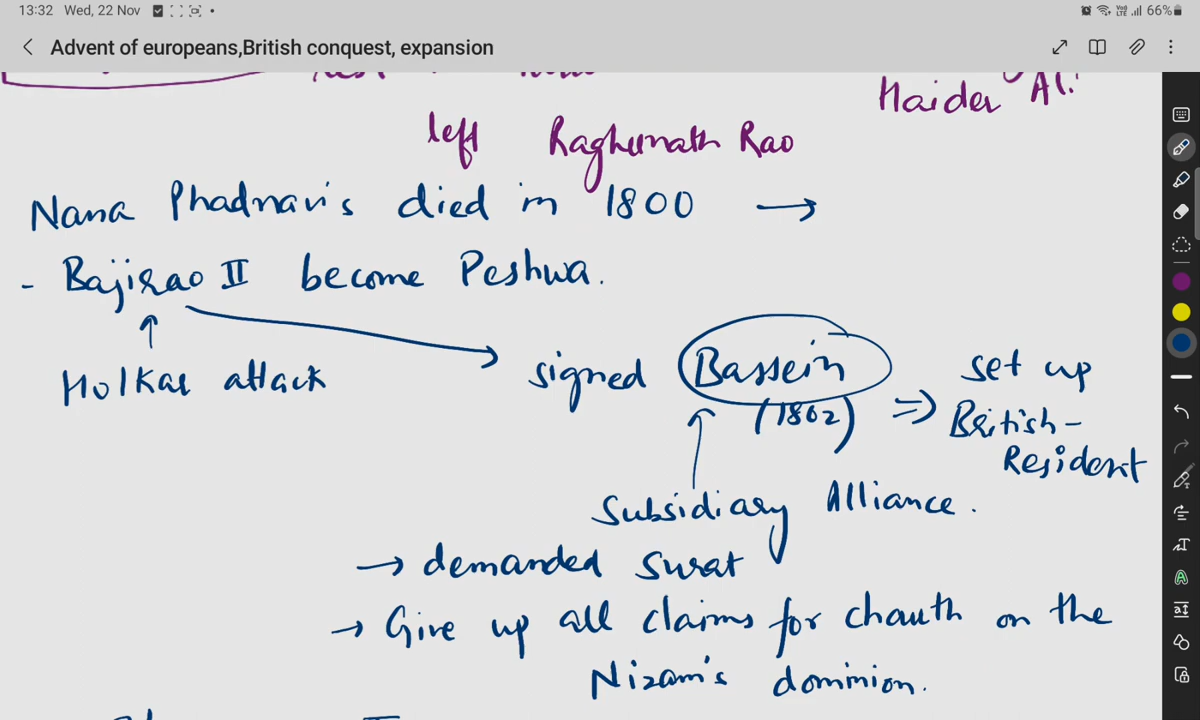 13:32 Wed, 22 Nov
66%
Advent of europeans,British conquest, expansion
Haider Al.
left Raghunath Rao
Nana Phadnavis died in 1800 →
- Bajirao II become Peshwa.
Holkar attack
signed Bassein
(1802) ⇒ set up
British-
Resident
Subsidiary Alliance.
→ demanded Surat
→ Give up all claims for chauth on the
Nizam's dominion.